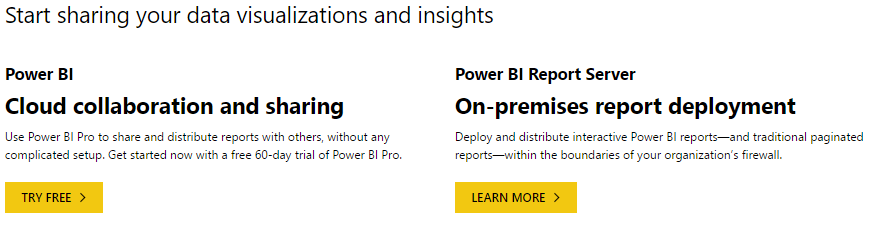 Start sharing your data visualizations and insights
Power BI
Cloud collaboration and sharing
Use Power BI Pro to share and distribute reports with others, without any
complicated setup. Get started now with a free 60-day trial of Power BI Pro.
TRY FREE
Power BI Report Server
On-premises report deployment
Deploy and distribute interactive Power BI reports—and traditional paginated
reports—within the boundaries of your organization's firewall.
LEARN MORE